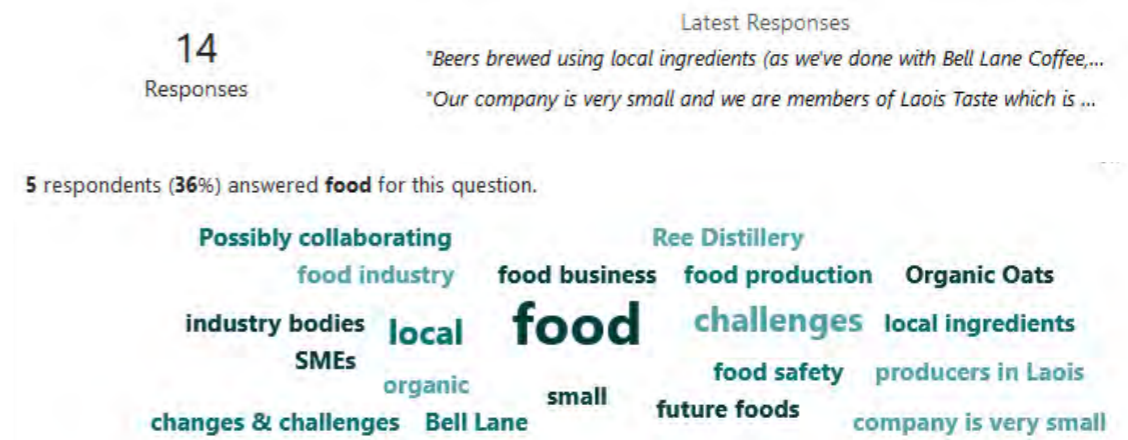 14
Responses
Latest Responses
"Beers brewed using local ingredients (as we've done with Bell Lane Coffee,...
"Our company is very small and we are members of Laois Taste which is ...
5 respondents (36%) answered food for this question.
Possibly collaborating Ree Distillery
food industry food business food production Organic Oats
industry bodies local food challenges local ingredients
SMEs
organic small food safety producers in Laois
changes & challenges Bell Lane future foods company is very small